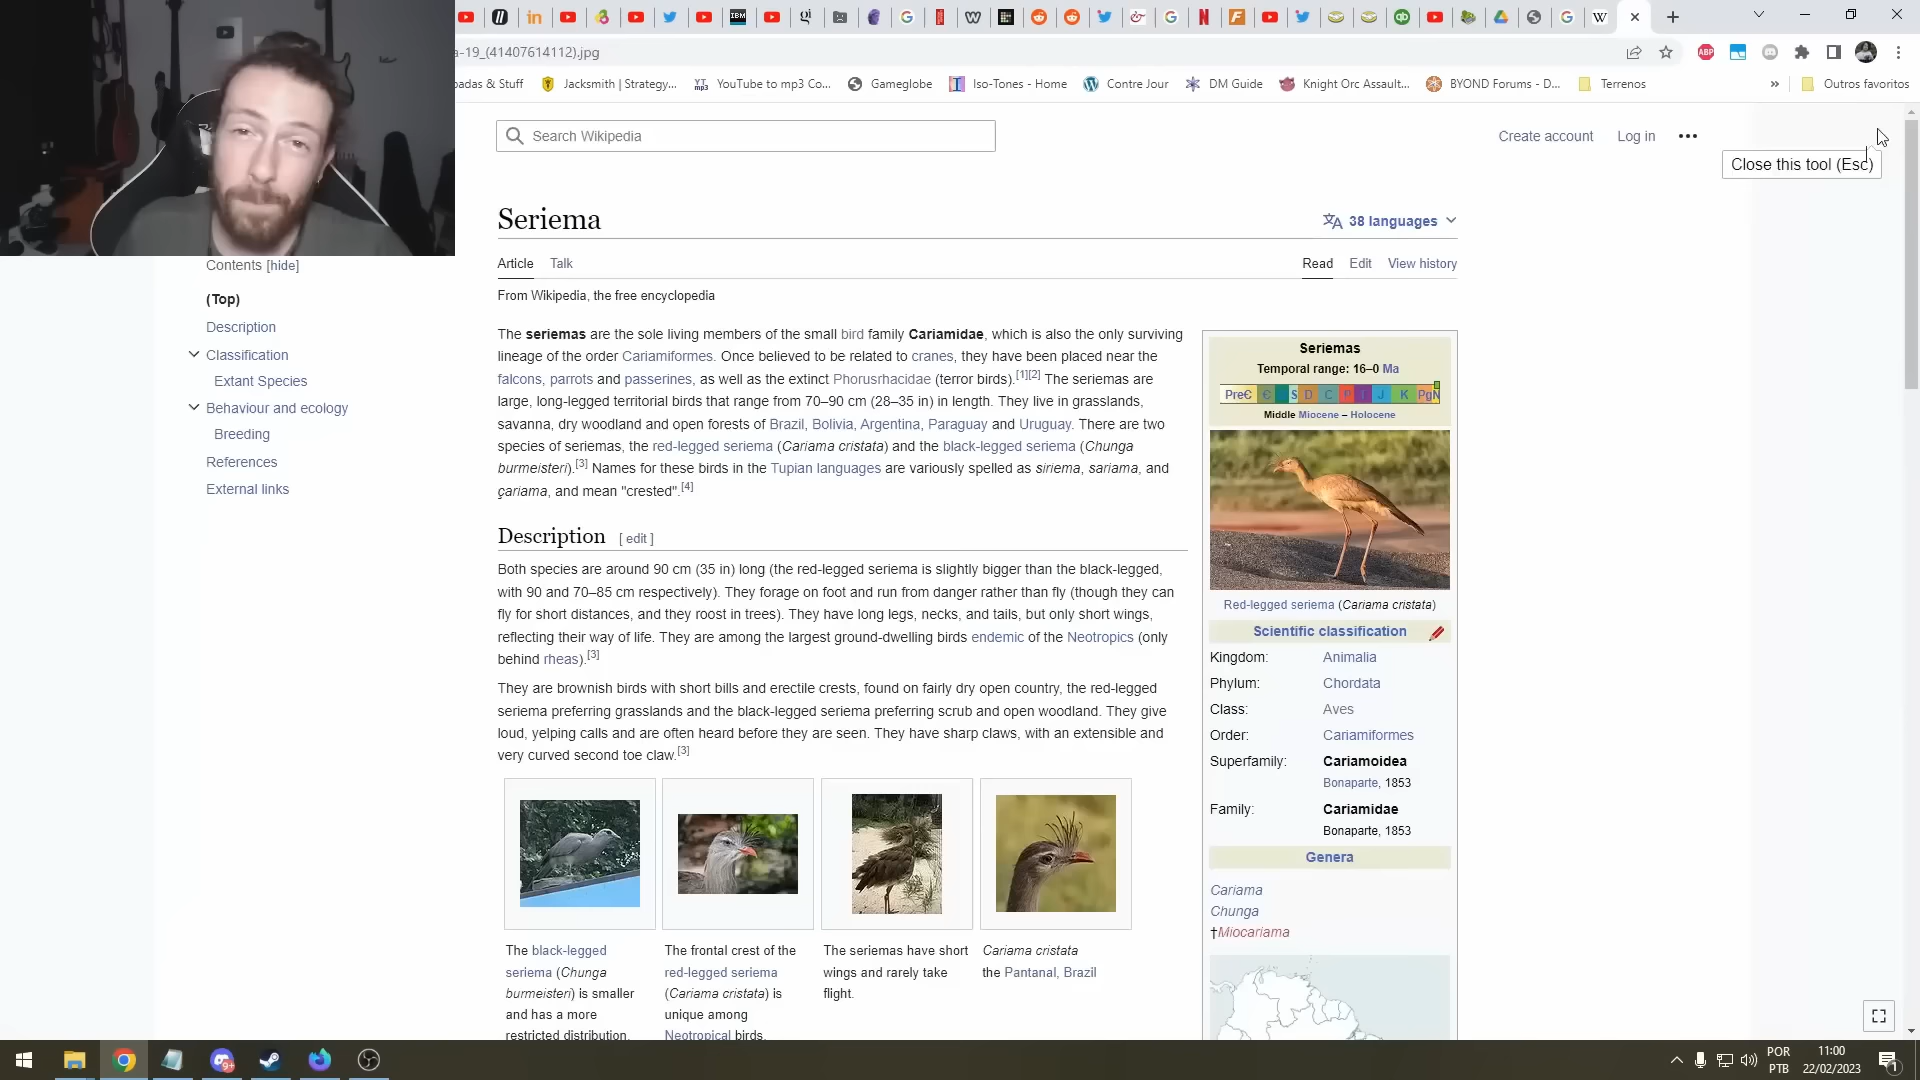 IBM
gi
W
N
F
qb
G
W
a-19_(41407614112).jpg
ABP
padas & Stuff
Jacksmith | Strategy...
YT
mp3
YouTube to mp3 Co...
Gameglobe
Iso-Tones - Home
Contre Jour
DM Guide
Knight Orc Assault...
BYOND Forums - D...
Terrenos
»
Outros favoritos
Search Wikipedia
Create account
Log in
Close this tool (Esc)
Seriema
38 languages
Article
Talk
Read
Edit
View history
From Wikipedia, the free encyclopedia
Contents [hide]
(Top)
Description
Classification
Extant Species
Behaviour and ecology
Breeding
References
External links
The seriemas are the sole living members of the small bird family Cariamidae, which is also the only surviving
lineage of the order Cariamiformes. Once believed to be related to cranes, they have been placed near the
falcons, parrots and passerines, as well as the extinct Phorusrhacidae (terror birds).[1][2] The seriemas are
large, long-legged territorial birds that range from 70–90 cm (28–35 in) in length. They live in grasslands,
savanna, dry woodland and open forests of Brazil, Bolivia, Argentina, Paraguay and Uruguay. There are two
species of seriemas, the red-legged seriema (Cariama cristata) and the black-legged seriema (Chunga
burmeisteri).[3] Names for these birds in the Tupian languages are variously spelled as siriema, sariama, and
çariama, and mean "crested".[4]
Description [ edit ]
Both species are around 90 cm (35 in) long (the red-legged seriema is slightly bigger than the black-legged,
with 90 and 70–85 cm respectively). They forage on foot and run from danger rather than fly (though they can
fly for short distances, and they roost in trees). They have long legs, necks, and tails, but only short wings,
reflecting their way of life. They are among the largest ground-dwelling birds endemic of the Neotropics (only
behind rheas).[3]
They are brownish birds with short bills and erectile crests, found on fairly dry open country, the red-legged
seriema preferring grasslands and the black-legged seriema preferring scrub and open woodland. They give
loud, yelping calls and are often heard before they are seen. They have sharp claws, with an extensible and
very curved second toe claw.[3]
The black-legged
seriema (Chunga
burmeisteri) is smaller
and has a more
restricted distribution.
The frontal crest of the
red-legged seriema
(Cariama cristata) is
unique among
Neotropical birds.
The seriemas have short
wings and rarely take
flight.
Cariama cristata
the Pantanal, Brazil
Seriemas
Temporal range: 16–0 Ma
PreꞒ Ꞓ S D C P T J K Pg N
Middle Miocene – Holocene
Red-legged seriema (Cariama cristata)
Scientific classification
Kingdom: Animalia
Phylum: Chordata
Class: Aves
Order: Cariamiformes
Superfamily: Cariamoidea
Bonaparte, 1853
Family: Cariamidae
Bonaparte, 1853
Genera
Cariama
Chunga
†Miocariama
9+
POR
PTB
11:00
22/02/2023
1